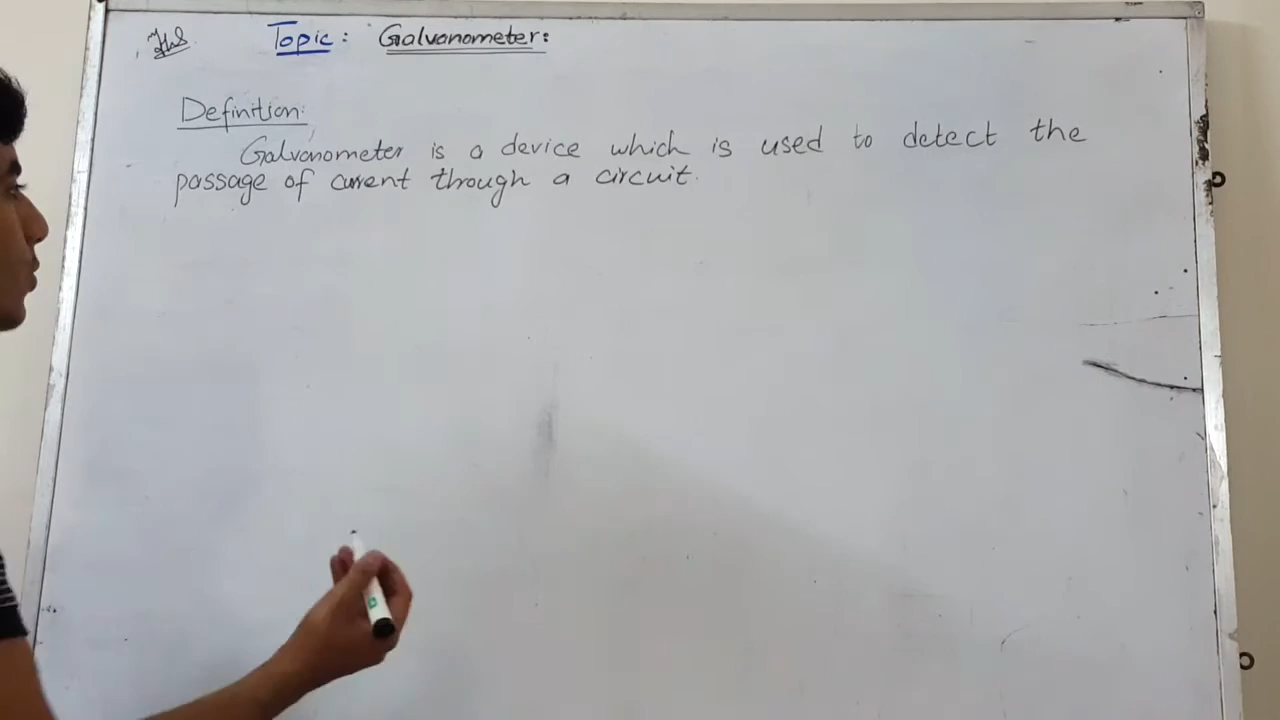 Topic: Galvanometer:
Definition:
Galvanometer is a device which is used to detect the
passage of current through a circuit.